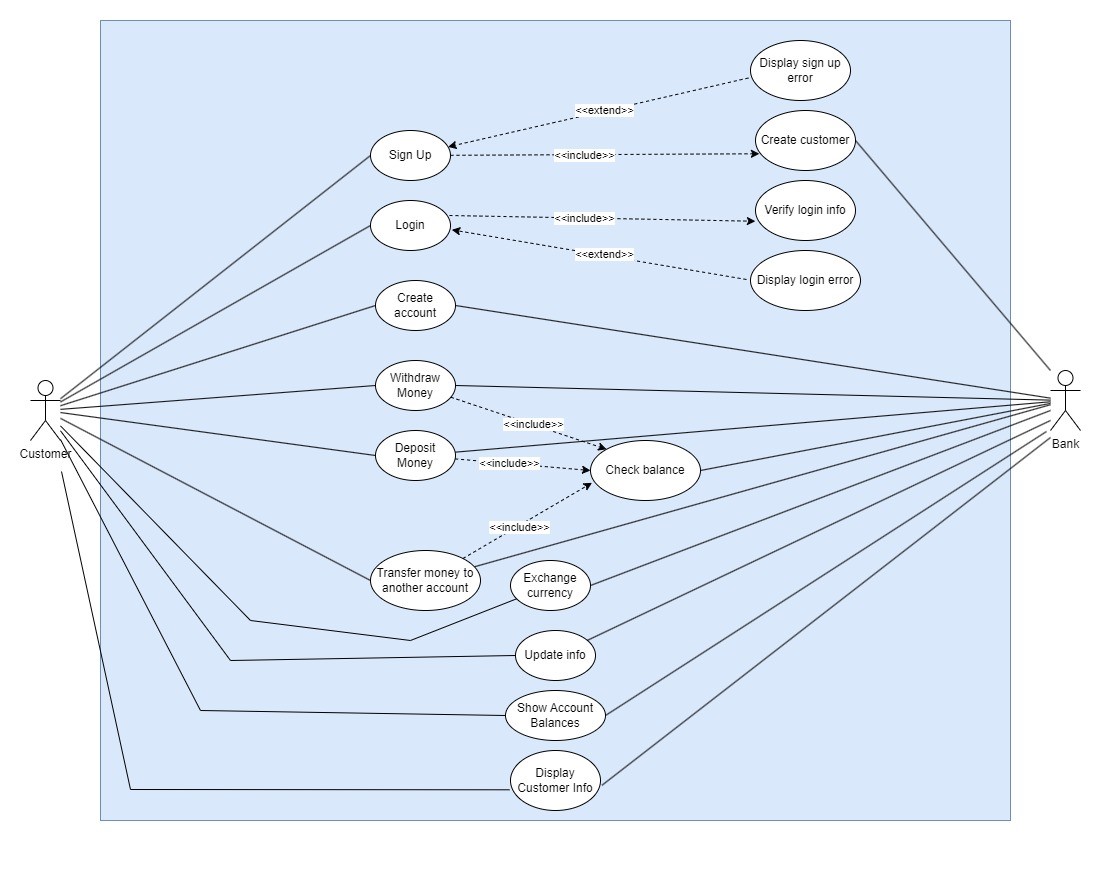 Display sign up
error
<<extend>>
Create customer
Sign Up
<<include>>
Verify login info
Login
<<include>>
<<extend>>
Display login error
Create
account
Withdraw
Money
<<include>>
Customer
Bank
Deposit
Money
<<include>>
Check balance
<<include>>
Transfer money to
another account
Exchange
currency
Update info
Show Account
Balances
Display
Customer Info